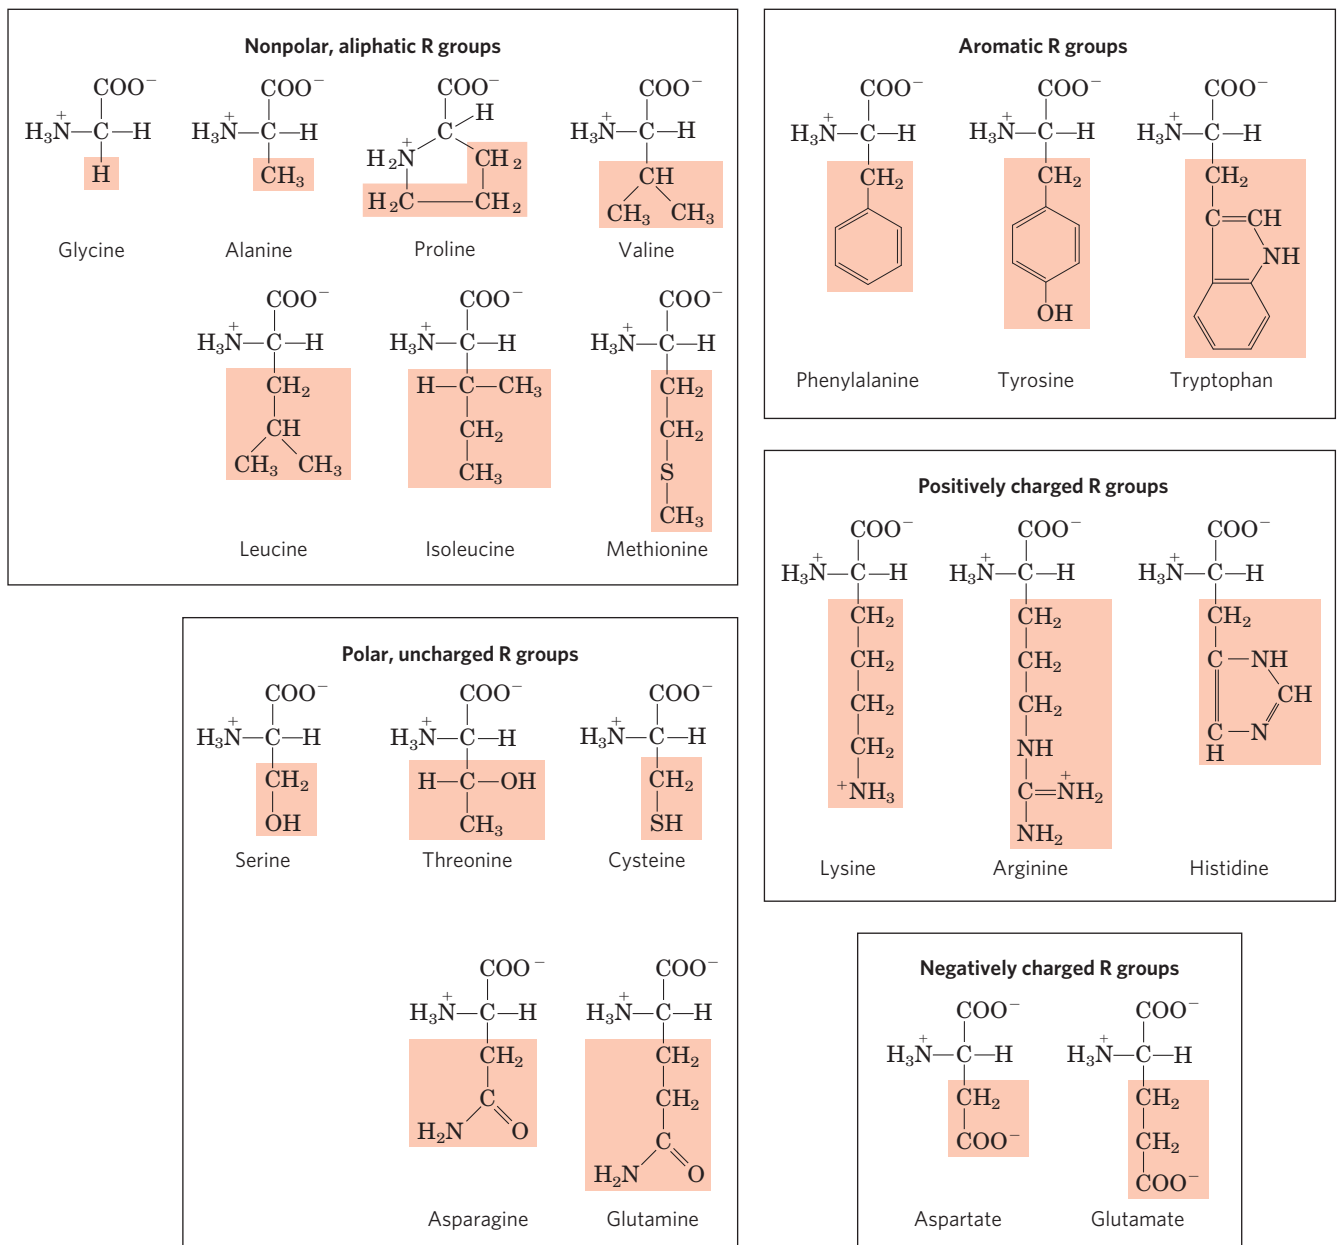 Nonpolar, aliphatic R groups
COO⁻ COO⁻ COO⁻ COO⁻
H₃N⁺—C—H H₃N⁺—C—H H₂N⁺ C H H₃N⁺—C—H
H CH₃ CH₂ CH
H₂C CH₂ CH₃ CH₃
Glycine Alanine Proline Valine
COO⁻ COO⁻ COO⁻
H₃N⁺—C—H H₃N⁺—C—H H₃N⁺—C—H
CH₂ H—C—CH₃ CH₂
CH CH₂ CH₂
CH₃ CH₃ CH₃ S
CH₃
Leucine Isoleucine Methionine
Aromatic R groups
COO⁻ COO⁻ COO⁻
H₃N⁺—C—H H₃N⁺—C—H H₃N⁺—C—H
CH₂ CH₂ CH₂
C=CH
NH
OH
Phenylalanine Tyrosine Tryptophan
Positively charged R groups
COO⁻ COO⁻ COO⁻
H₃N⁺—C—H H₃N⁺—C—H H₃N⁺—C—H
CH₂ CH₂ CH₂
CH₂ CH₂ C—NH
CH₂ CH₂ CH
CH₂ NH C—N
H
⁺NH₃ C=N⁺H₂
NH₂
Lysine Arginine Histidine
Polar, uncharged R groups
COO⁻ COO⁻ COO⁻
H₃N⁺—C—H H₃N⁺—C—H H₃N⁺—C—H
CH₂ H—C—OH CH₂
OH CH₃ SH
Serine Threonine Cysteine
COO⁻ COO⁻
H₃N⁺—C—H H₃N⁺—C—H
CH₂ CH₂
C CH₂
H₂N O C
H₂N O
Asparagine Glutamine
Negatively charged R groups
COO⁻ COO⁻
H₃N⁺—C—H H₃N⁺—C—H
CH₂ CH₂
COO⁻ CH₂
COO⁻
Aspartate Glutamate